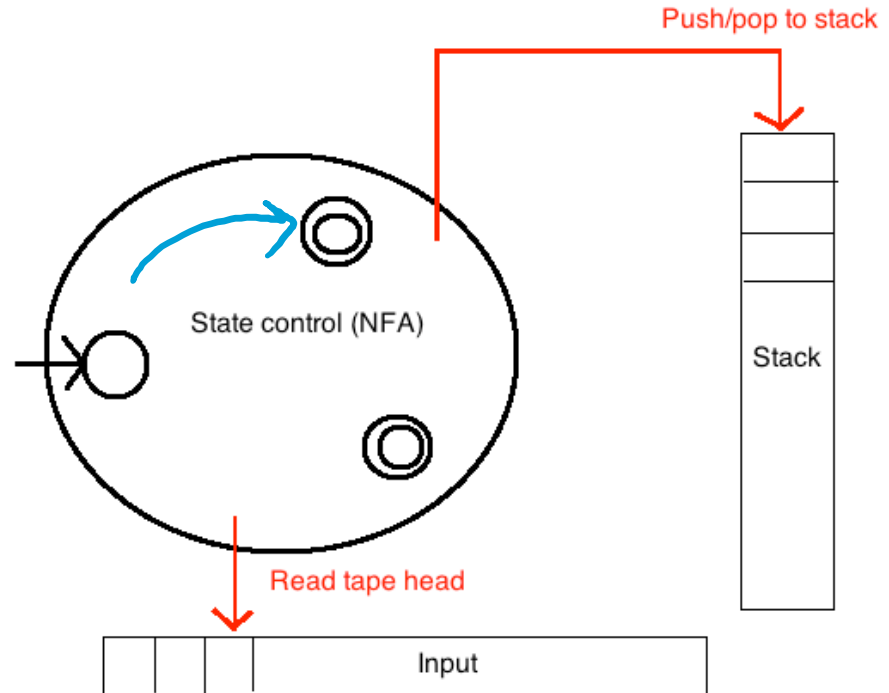 Push/pop to stack
State control (NFA)
Stack
Read tape head
Input